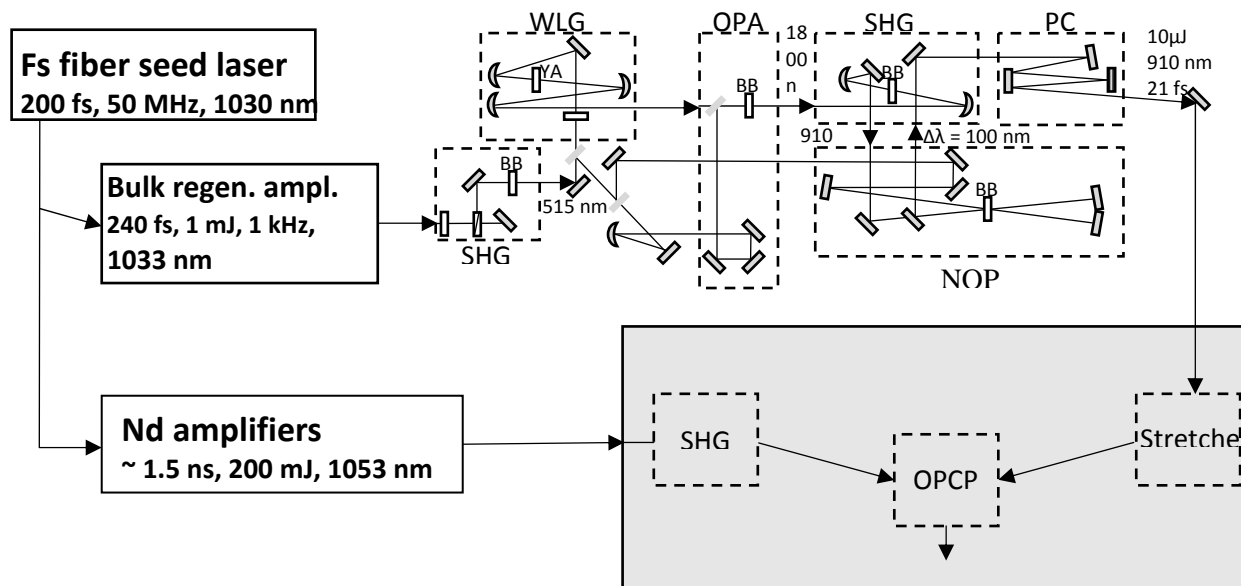 WLG
OPA
SHG
PC
18
00
n
10µJ
910 nm
21 fs
Fs fiber seed laser
200 fs, 50 MHz, 1030 nm
YA
BB
BB
910
Δλ = 100 nm
Bulk regen. ampl.
240 fs, 1 mJ, 1 kHz,
1033 nm
BB
515 nm
SHG
BB
NOP
Nd amplifiers
~ 1.5 ns, 200 mJ, 1053 nm
SHG
OPCP
Stretche